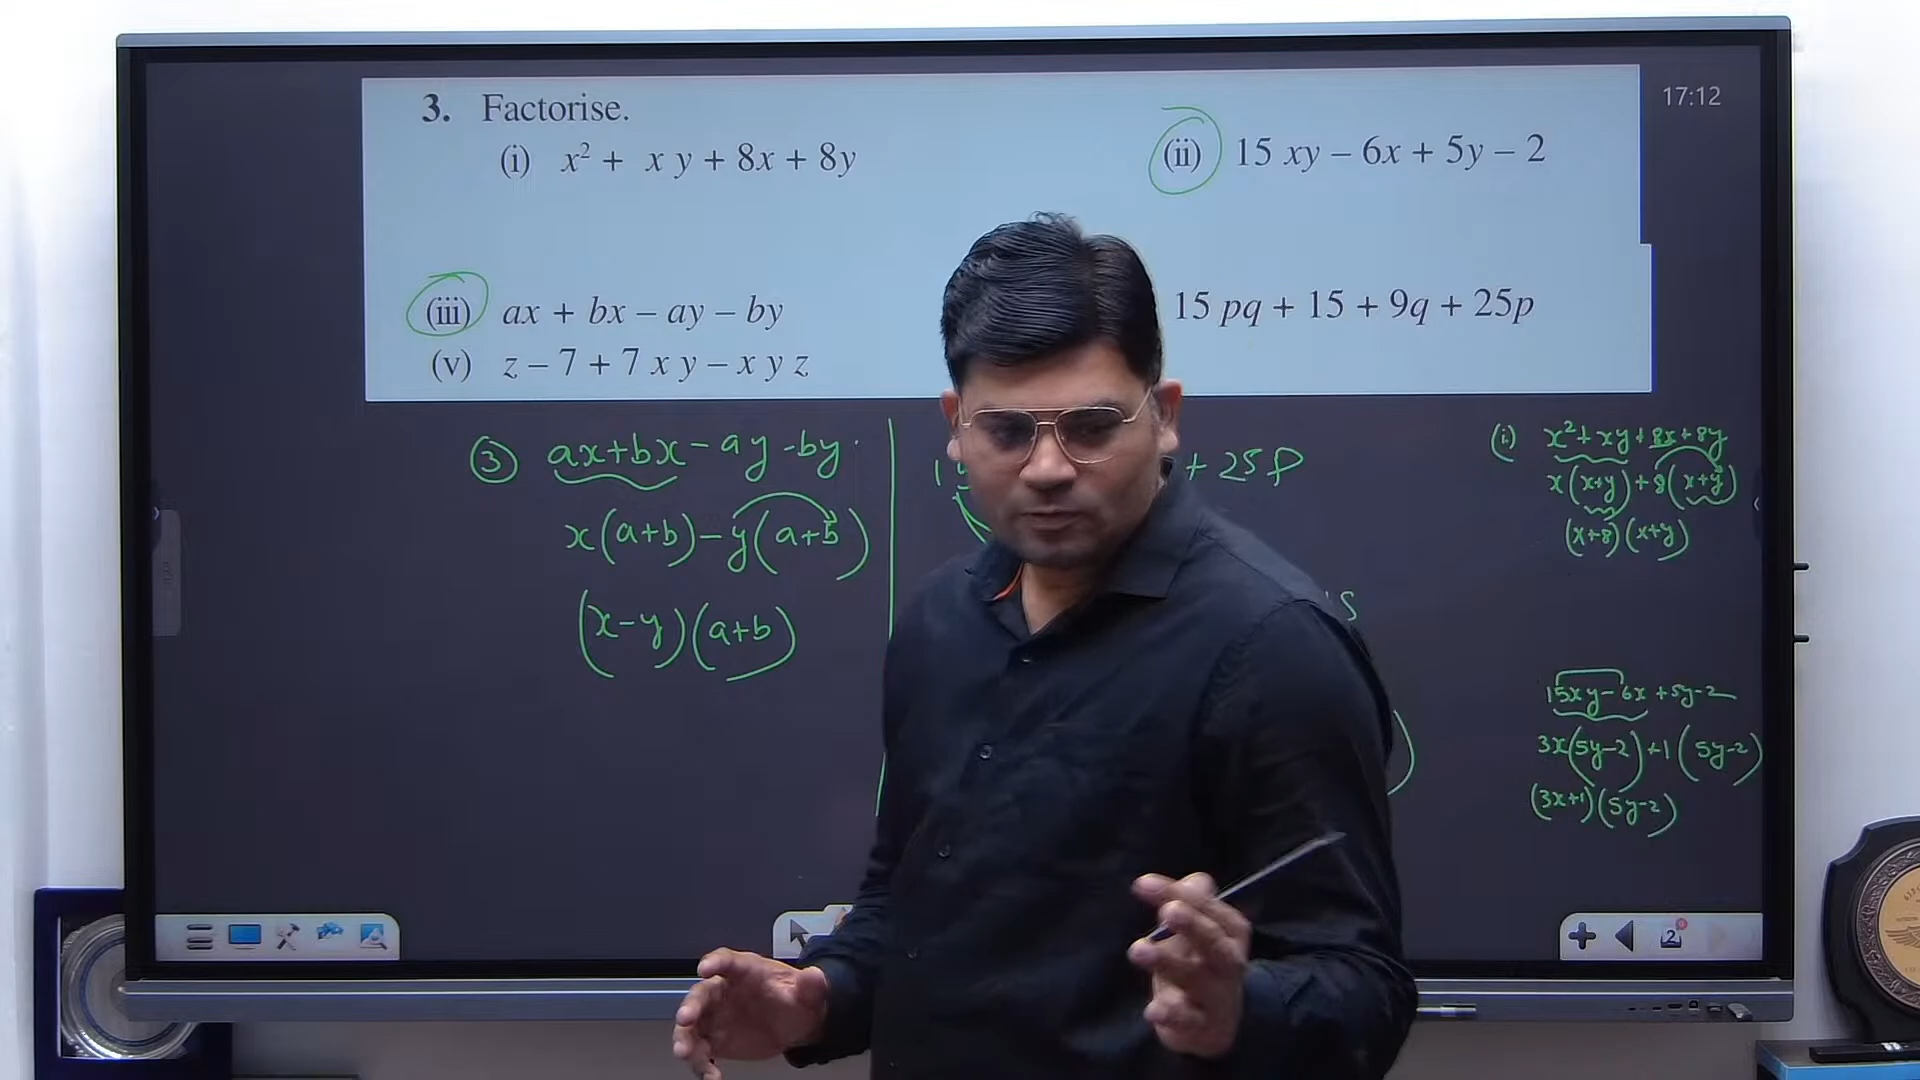 17:12
3. Factorise.
(i) x² + x y + 8x + 8y
(ii) 15 xy – 6x + 5y – 2
(iii) ax + bx – ay – by
15 pq + 15 + 9q + 25p
(v) z – 7 + 7 x y – x y z
(3) ax+bx-ay-by
x(a+b)-y(a+b)
(x-y)(a+b)
+ 25p
(i) x²+xy+8x+8y
x(x+y)+8(x+y)
(x+8)(x+y)
15xy-6x+5y-2
3x(5y-2)+1(5y-2)
(3x+1)(5y-2)
2